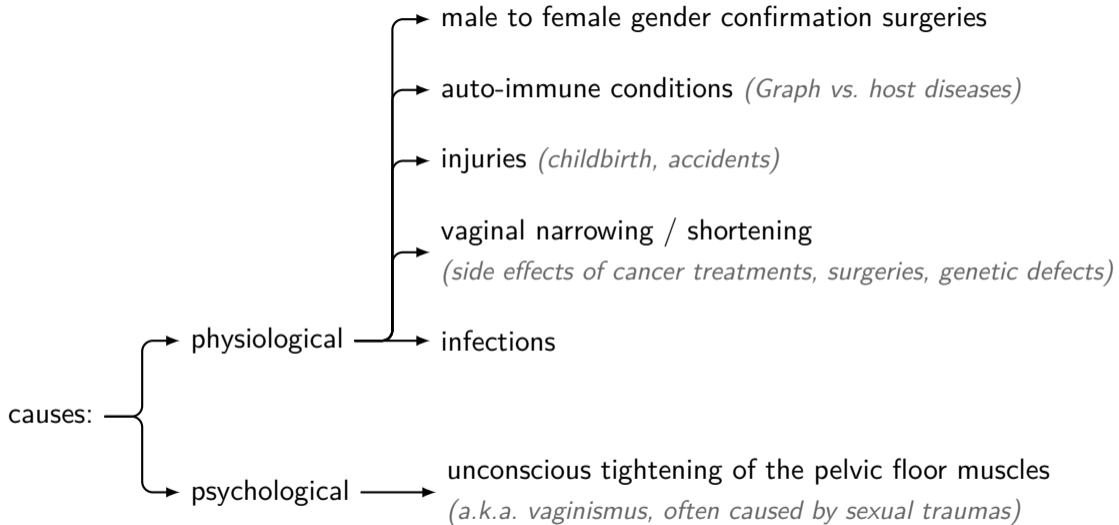 male to female gender confirmation surgeries
auto-immune conditions (Graph vs. host diseases)
injuries (childbirth, accidents)
vaginal narrowing / shortening
(side effects of cancer treatments, surgeries, genetic defects)
physiological
infections
causes:
psychological
unconscious tightening of the pelvic floor muscles
(a.k.a. vaginismus, often caused by sexual traumas)